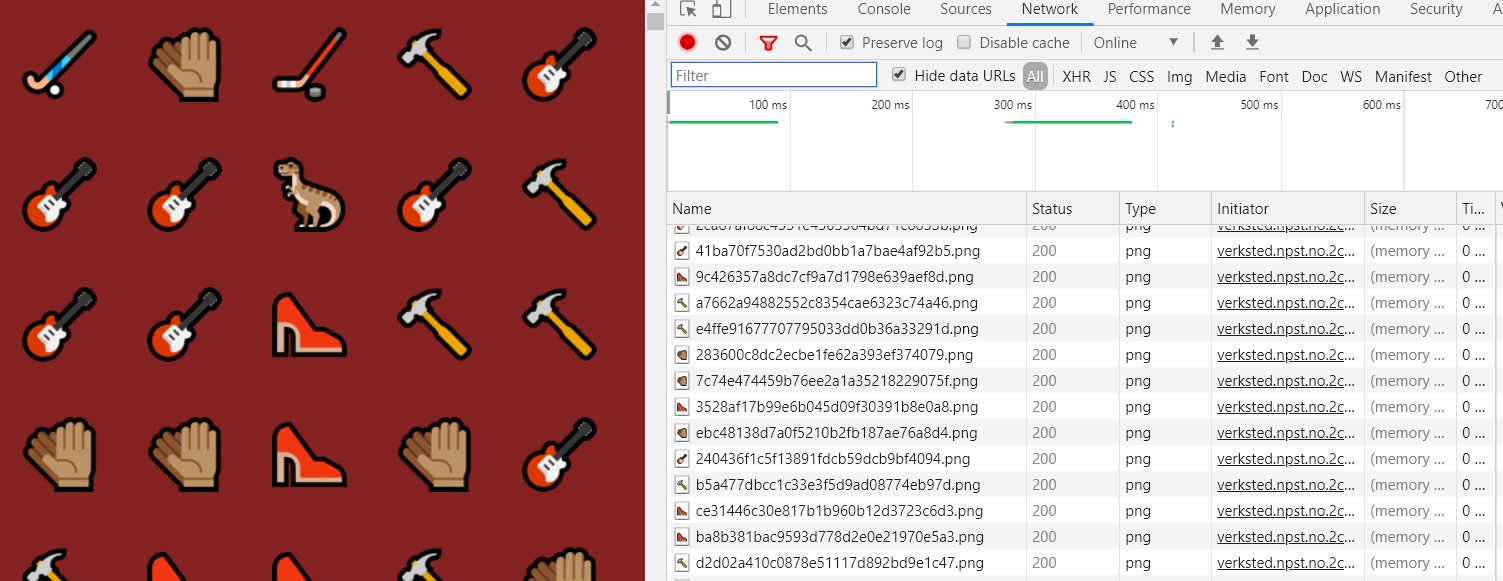 Elements Console Sources Network Performance Memory Application Security
Preserve log Disable cache Online
Filter Hide data URLs All XHR JS CSS Img Media Font Doc WS Manifest Other
100 ms 200 ms 300 ms 400 ms 500 ms 600 ms 700
Name Status Type Initiator Size Ti...
41ba70f7530ad2bd0bb1a7bae4af92b5.png 200 png verksted.npst.no.2c... (memory ... 0 ...
9c426357a8dc7cf9a7d1798e639aef8d.png 200 png verksted.npst.no.2c... (memory ... 0 ...
a7662a94882552c8354cae6323c74a46.png 200 png verksted.npst.no.2c... (memory ... 0 ...
e4ffe91677707795033dd0b36a33291d.png 200 png verksted.npst.no.2c... (memory ... 0 ...
283600c8dc2ecbe1fe62a393ef374079.png 200 png verksted.npst.no.2c... (memory ... 0 ...
7c74e474459b76ee2a1a35218229075f.png 200 png verksted.npst.no.2c... (memory ... 0 ...
3528af17b99e6b045d09f30391b8e0a8.png 200 png verksted.npst.no.2c... (memory ... 0 ...
ebc48138d7a0f5210b2fb187ae76a8d4.png 200 png verksted.npst.no.2c... (memory ... 0 ...
240436f1c5f13891fdcb59dcb9bf4094.png 200 png verksted.npst.no.2c... (memory ... 0 ...
b5a477dbcc1c33e3f5d9ad08774eb97d.png 200 png verksted.npst.no.2c... (memory ... 0 ...
ce31446c30e817b1b960b12d3723c6d3.png 200 png verksted.npst.no.2c... (memory ... 0 ...
ba8b381bac9593d778d2e0e21970e5a3.png 200 png verksted.npst.no.2c... (memory ... 0 ...
d2d02a410c0878e51117d892bd9e1c47.png 200 png verksted.npst.no.2c... (memory ... 0 ...